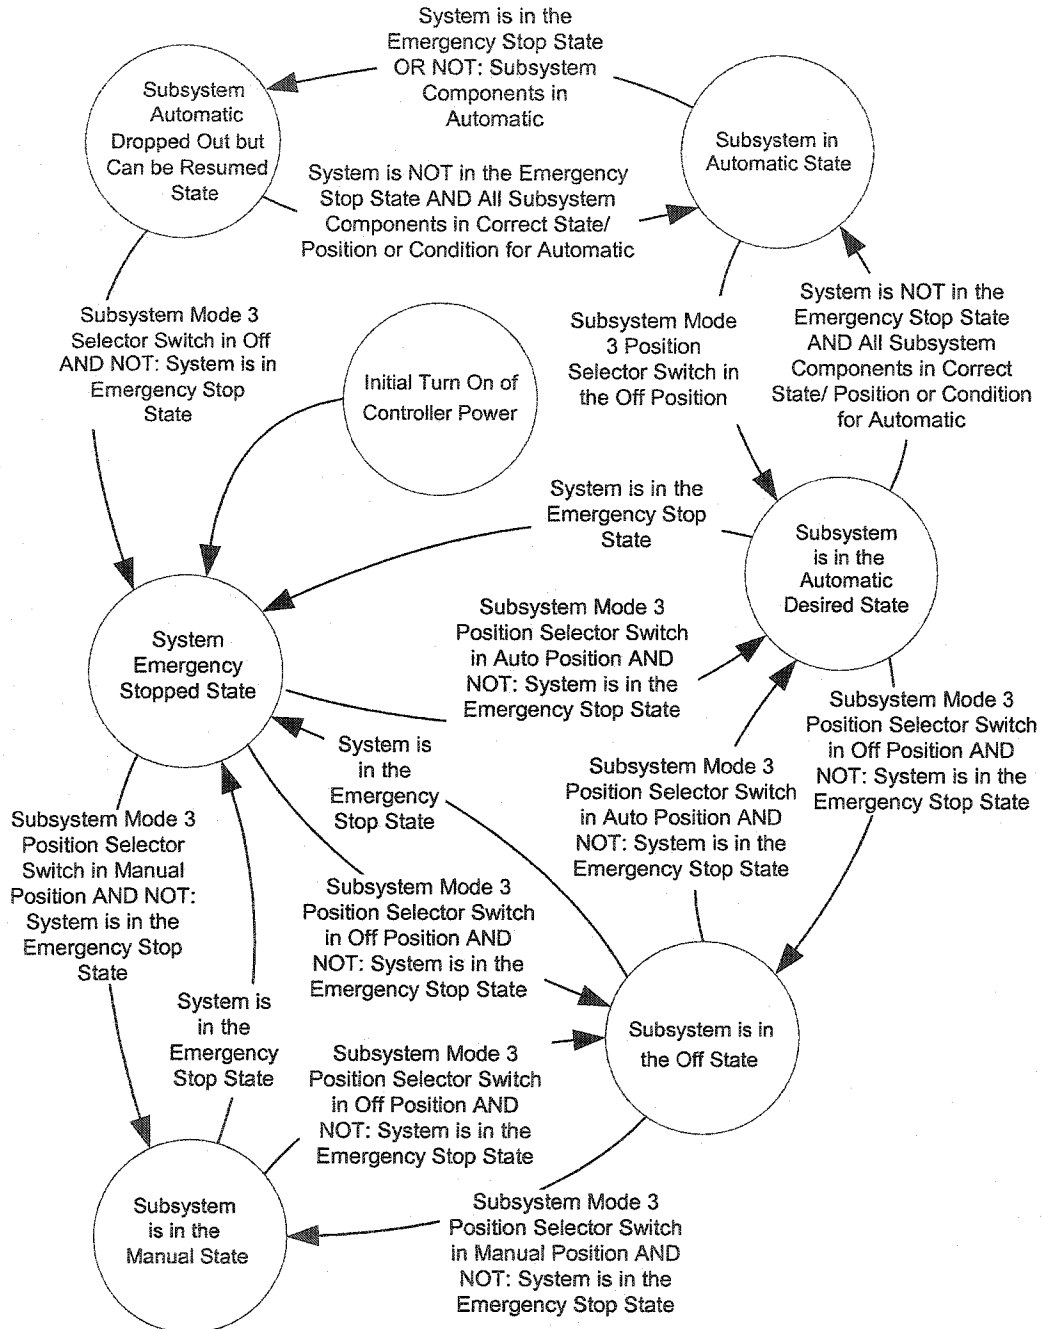 System is in the
Emergency Stop State
OR NOT: Subsystem
Components in
Automatic
Subsystem
Automatic
Dropped Out but
Can be Resumed
State
Subsystem in
Automatic State
System is NOT in the Emergency
Stop State AND All Subsystem
Components in Correct State/
Position or Condition for Automatic
Subsystem Mode 3
Selector Switch in Off
AND NOT: System is in
Emergency Stop
State
Initial Turn On of
Controller Power
Subsystem Mode
3 Position
Selector Switch in
the Off Position
System is NOT in the
Emergency Stop State
AND All Subsystem
Components in Correct
State/ Position or Condition
for Automatic
System is in the
Emergency Stop
State
Subsystem
is in the
Automatic
Desired State
System
Emergency
Stopped State
Subsystem Mode 3
Position Selector Switch
in Auto Position AND
NOT: System is in the
Emergency Stop State
Subsystem Mode 3
Position Selector Switch
in Off Position AND
NOT: System is in the
Emergency Stop State
System is
in the
Emergency
Stop State
Subsystem Mode 3
Position Selector Switch
in Auto Position AND
NOT: System is in the
Emergency Stop State
Subsystem Mode 3
Position Selector
Switch in Manual
Position AND NOT:
System is in the
Emergency Stop
State
Subsystem Mode 3
Position Selector Switch
in Off Position AND
NOT: System is in the
Emergency Stop State
System is
in the
Emergency
Stop State
Subsystem is in
the Off State
Subsystem Mode 3
Position Selector Switch
in Off Position AND
NOT: System is in the
Emergency Stop State
Subsystem
is in the
Manual State
Subsystem Mode 3
Position Selector Switch
in Manual Position AND
NOT: System is in the
Emergency Stop State